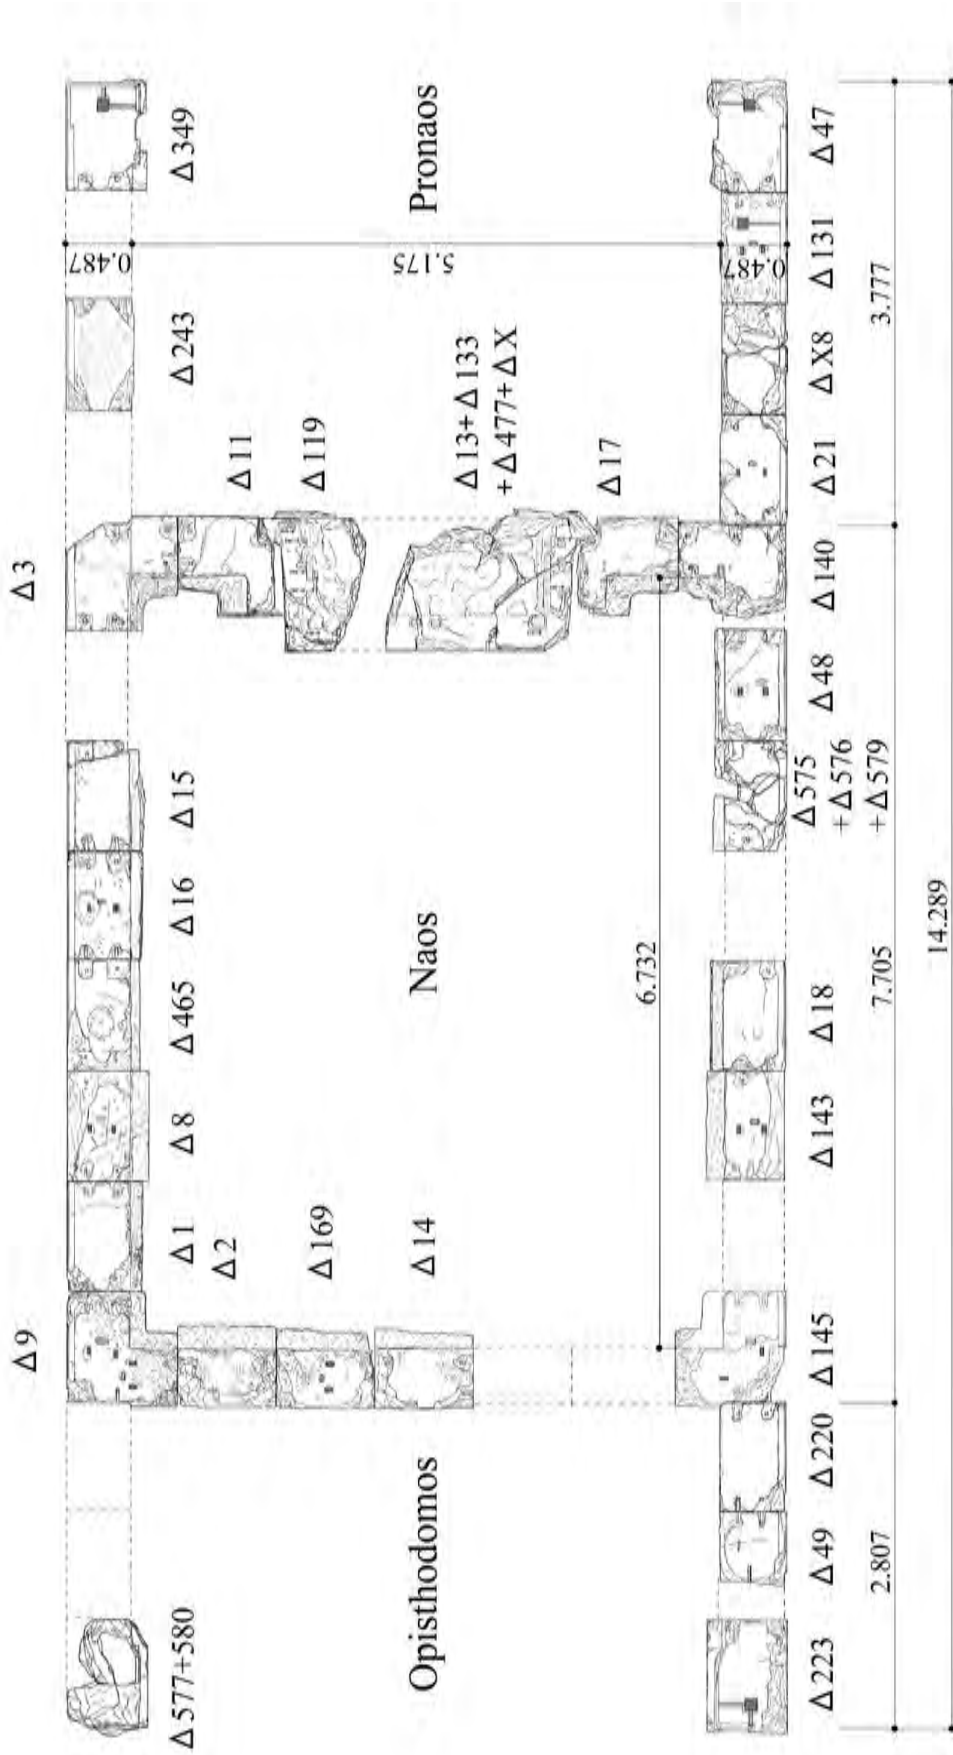 Δ 3
Δ 9
Δ 577+580
Δ 1
Δ 8
Δ 465
Δ 16
Δ 15
Δ 243
Δ 349
Δ 2
Δ 169
Δ 14
Δ 11
Δ 119
Δ 13+Δ 133
+Δ 477+Δ X
Δ 17
Opisthodomos
Naos
Pronaos
0.487
5.175
0.487
6.732
Δ 223
Δ 49
Δ 220
Δ 145
Δ 143
Δ 18
Δ 575
+Δ 576
+Δ 579
Δ 48
Δ 140
Δ 21
Δ X8
Δ 131
Δ 47
2.807
7.705
3.777
14.289